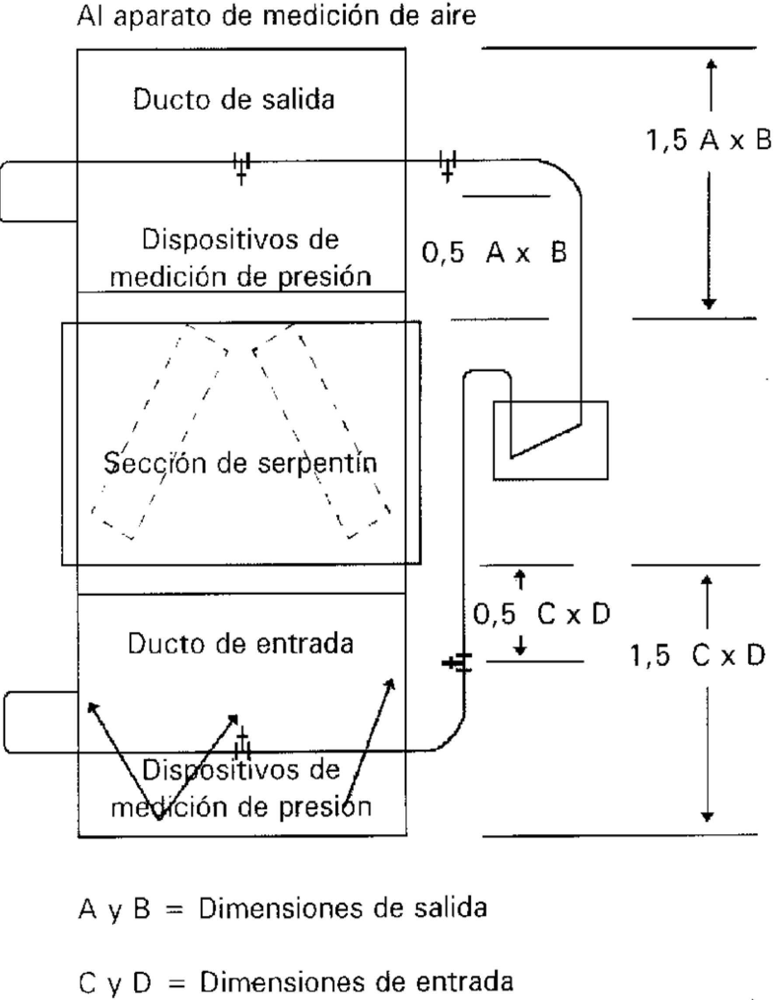 Al aparato de medición de aire
Ducto de salida
1,5 A x B
Dispositivos de
medición de presión
0,5 A x B
Sección de serpentín
0,5 C x D
Ducto de entrada
1,5 C x D
Dispositivos de
medición de presión
A y B = Dimensiones de salida
C y D = Dimensiones de entrada